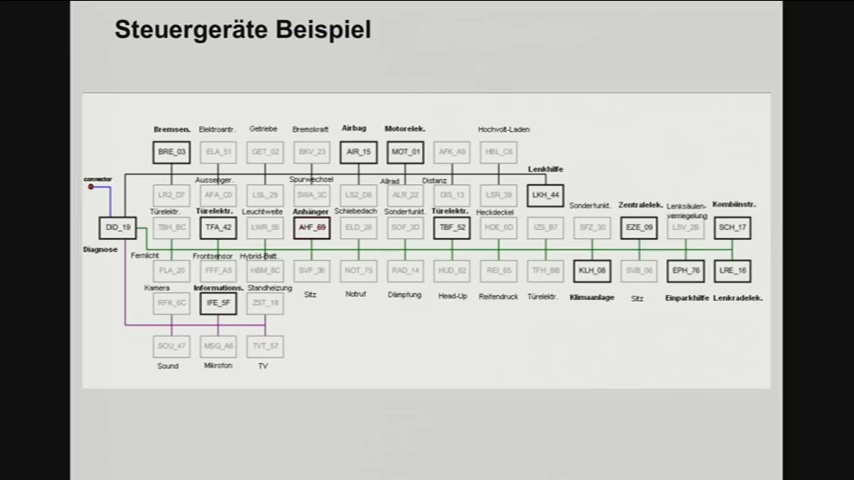 Steuergeräte Beispiel
Bremsen. Elektroantr. Getriebe Bremskraft Airbag Motorelek. Hochvolt-Laden
BRE_03 ELA_51 GET_02 BKV_23 AIR_15 MOT_01 AFK_A9 HBL_C6
Lenkhilfe
connector Aussenger. Spurwechsel Allrad Distanz
AFA_C0 SWA_3C ALR_22 DIS_13 LSR_39 LKH_44
Türelektr. Türelektr. Leuchtweite Anhänger Schiebedach Sonderfunkt. Türelektr. Heckdeckel Sonderfunkt. Zentralelek. Lenksäulen- Kombiinstr.
verriegelung
DID_19 TBH_BC TFA_42 LWR_55 AHF_69 ELD_26 SOF_3D TBF_52 HDE_6D IZS_B7 SFZ_30 EZE_09 LSV_2B SCH_17
Diagnose Fernlicht Frontsensor Hybrid-Batt.
FLA_20 FFF_A5 HBM_8C SVF_36 NOT_75 RAD_14 HUD_82 REI_65 TFH_BB KLH_08 SVB_06 EPH_76 LRE_16
Kamera Informations. Standheizung Sitz Notruf Dämpfung Head-Up Reifendruck Türelektr. Klimaanlage Sitz Einparkhilfe Lenkradelek.
RFK_6C IFE_5F ZST_18
SOU_47 MSG_A6 TVT_57
Sound Mikrofon TV